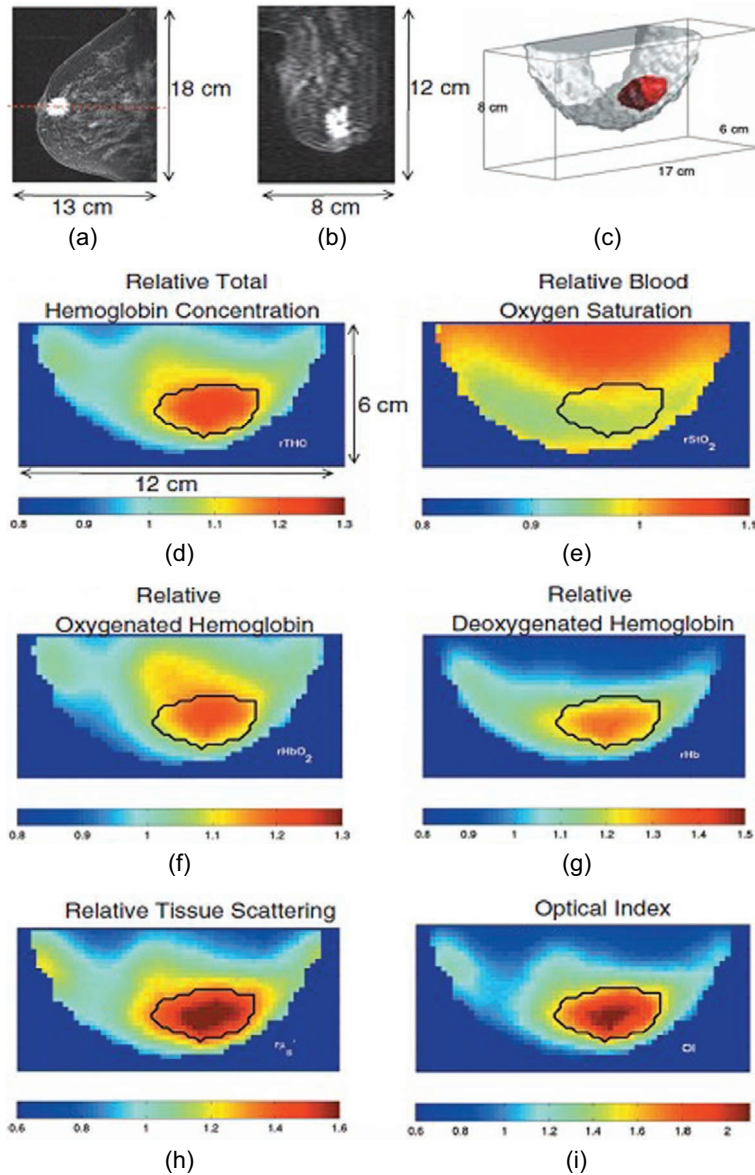 18 cm
13 cm
(a)
12 cm
8 cm
(b)
8 cm
6 cm
17 cm
(c)
Relative Total
Hemoglobin Concentration
rTHC
6 cm
12 cm
0.8 0.9 1 1.1 1.2 1.3
(d)
Relative Blood
Oxygen Saturation
rStO2
0.8 0.9 1 1.1
(e)
Relative
Oxygenated Hemoglobin
rHbO2
0.8 0.9 1 1.1 1.2 1.3
(f)
Relative
Deoxygenated Hemoglobin
rHb
0.6 0.8 0.9 1 1.1 1.2 1.3 1.4 1.5
(g)
Relative Tissue Scattering
rμs'
0.6 0.8 1 1.2 1.4 1.6
(h)
Optical Index
OI
0.6 0.8 1 1.2 1.4 1.6 1.8 2
(i)